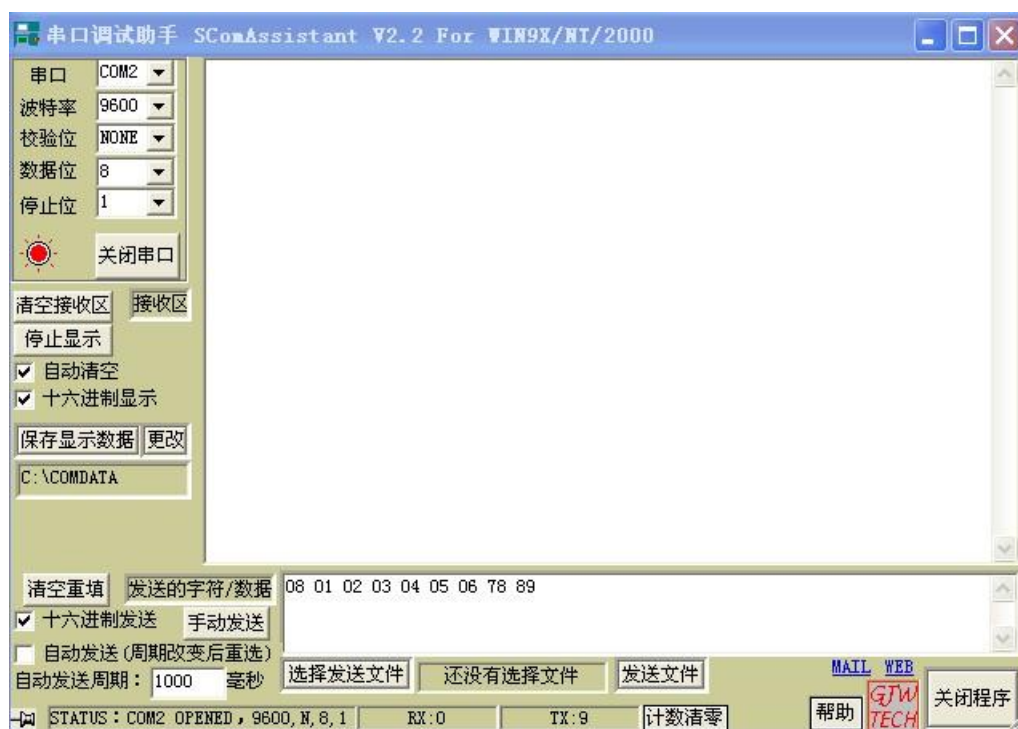 串口调试助手 SComAssistant V2.2 For WIN9X/NT/2000
串口 COM2
波特率 9600
校验位 NONE
数据位 8
停止位 1
关闭串口
清空接收区 接收区
停止显示
自动清空
十六进制显示
保存显示数据 更改
C:\COMDATA
清空重填 发送的字符/数据 08 01 02 03 04 05 06 78 89
十六进制发送 手动发送
自动发送(周期改变后重选)
自动发送周期: 1000 毫秒 选择发送文件 还没有选择文件 发送文件 MAIL WEB
STATUS:COM2 OPENED,9600,N,8,1 RX:0 TX:9 计数清零 帮助 GJW TECH 关闭程序